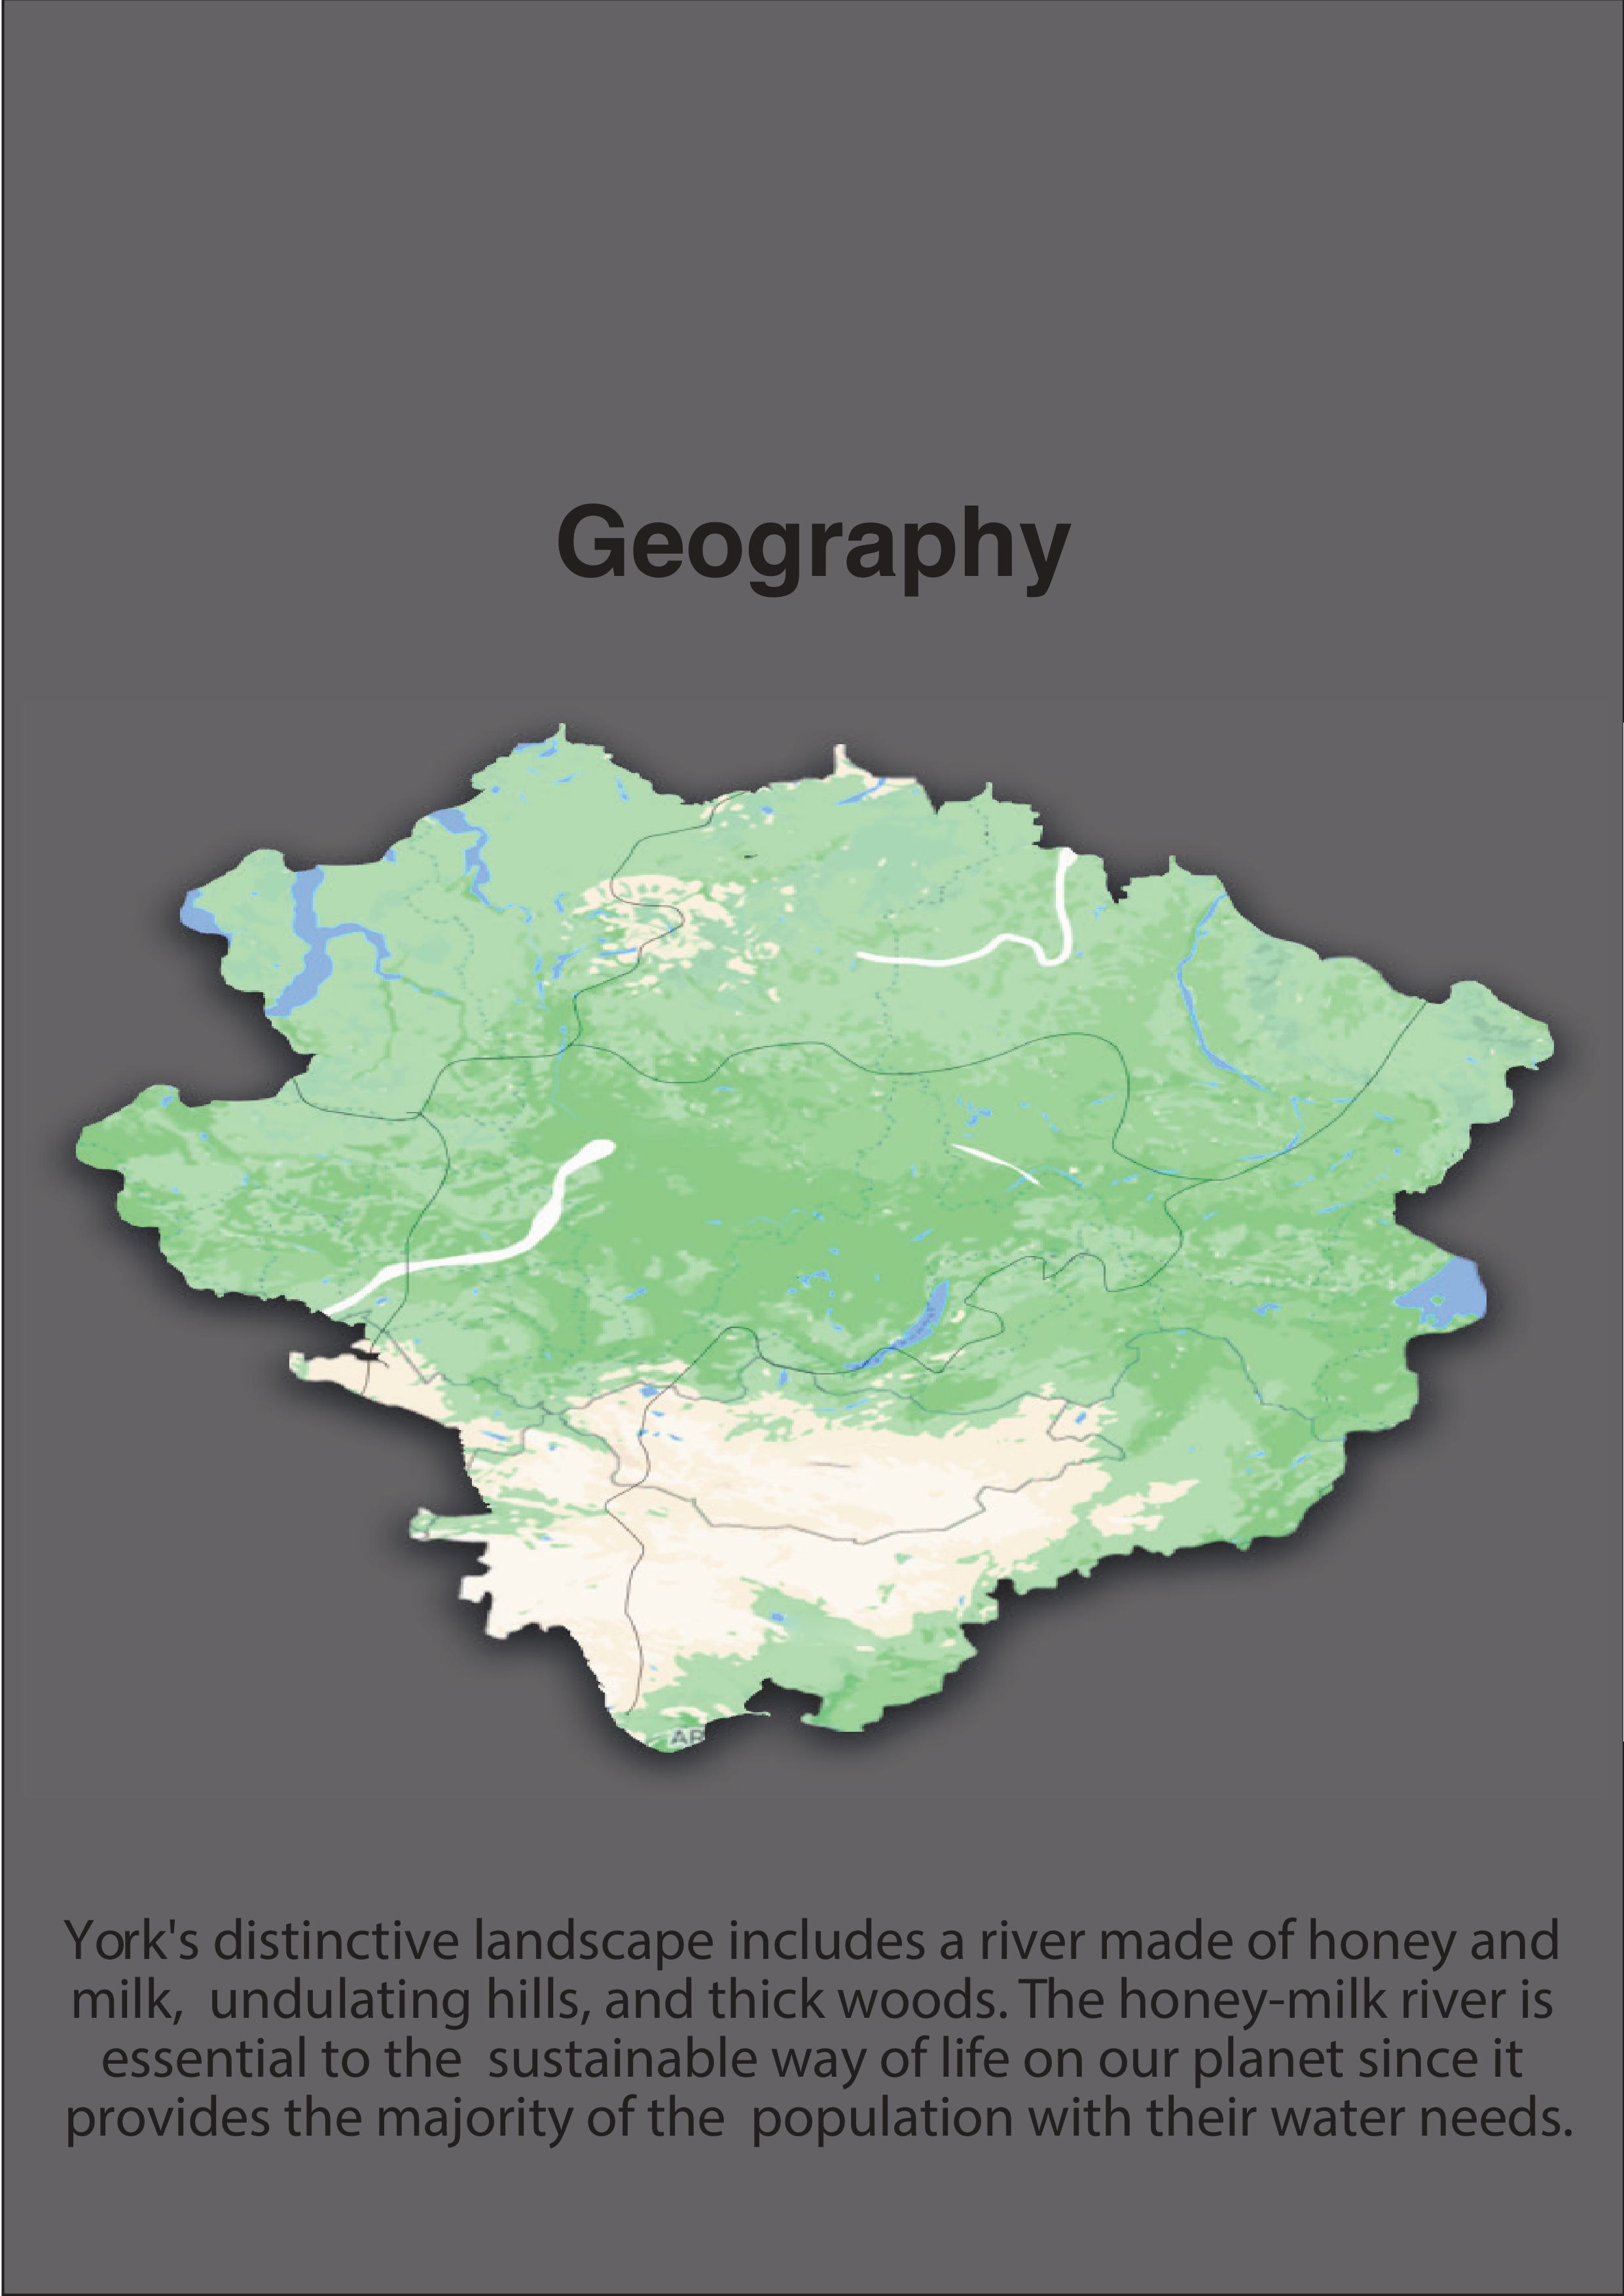 Geography
AR
York's distinctive landscape includes a river made of honey and
milk,  undulating hills, and thick woods. The honey-milk river is
essential to the  sustainable way of life on our planet since it
provides the majority of the  population with their water needs.